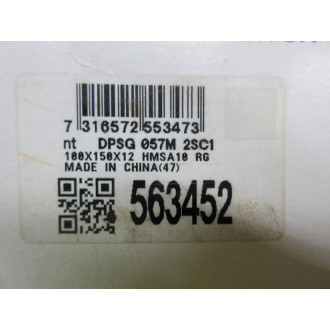 7 316572 553473
nt DPSG 057M 2SC1
100X150X12 HMSA10 RG
MADE IN CHINA(47)
563452